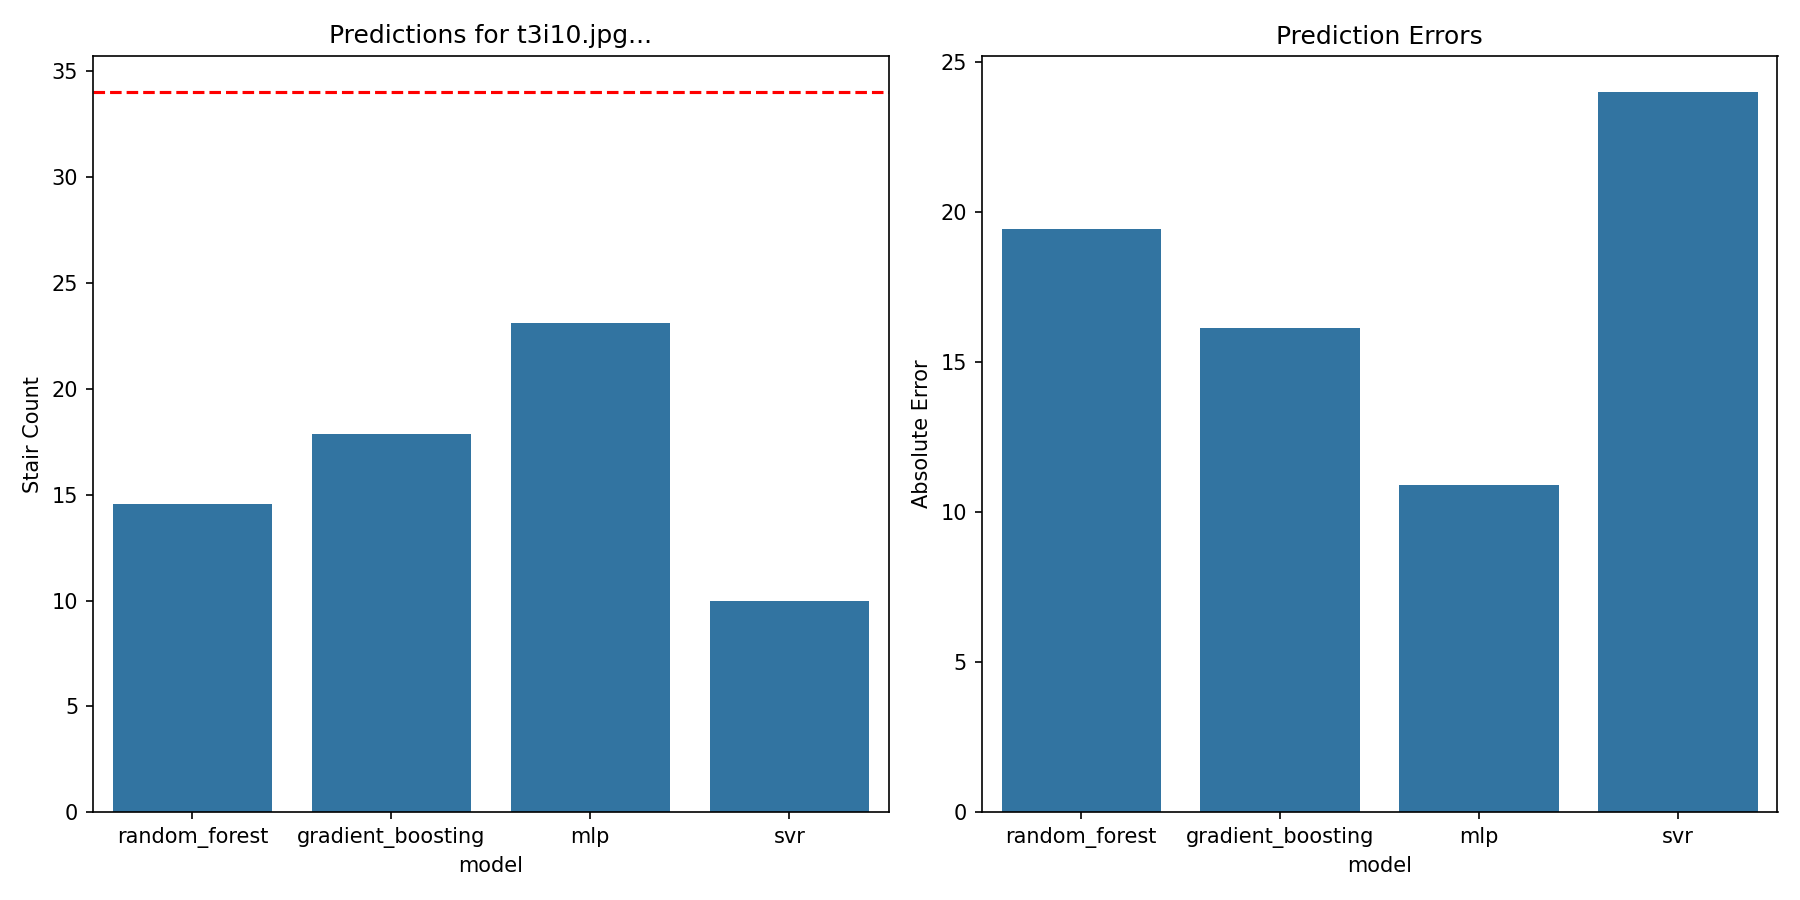 Predictions for t3i10.jpg...
35
30
25
20
15
10
5
0
Stair Count
random_forest gradient_boosting mlp svr
model
Prediction Errors
25
20
15
10
5
0
Absolute Error
random_forest gradient_boosting mlp svr
model